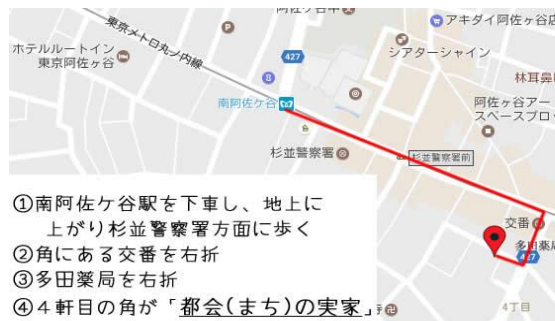 阿佐ケ谷中
アキダイ阿佐ヶ谷店
東京メトロ丸ノ内線
427
シアターシャイン
ホテルルートイン
東京阿佐ヶ谷
林耳鼻
南阿佐ケ谷
阿佐ヶ谷アー
スペースプロ
杉並警察署
杉並警察署前
①南阿佐ケ谷駅を下車し、地上に
上がり杉並警察署方面に歩く
②角にある交番を右折
③多田薬局を右折
④4軒目の角が「都会(まち)の実家」
交番
多田薬局
427
4丁目